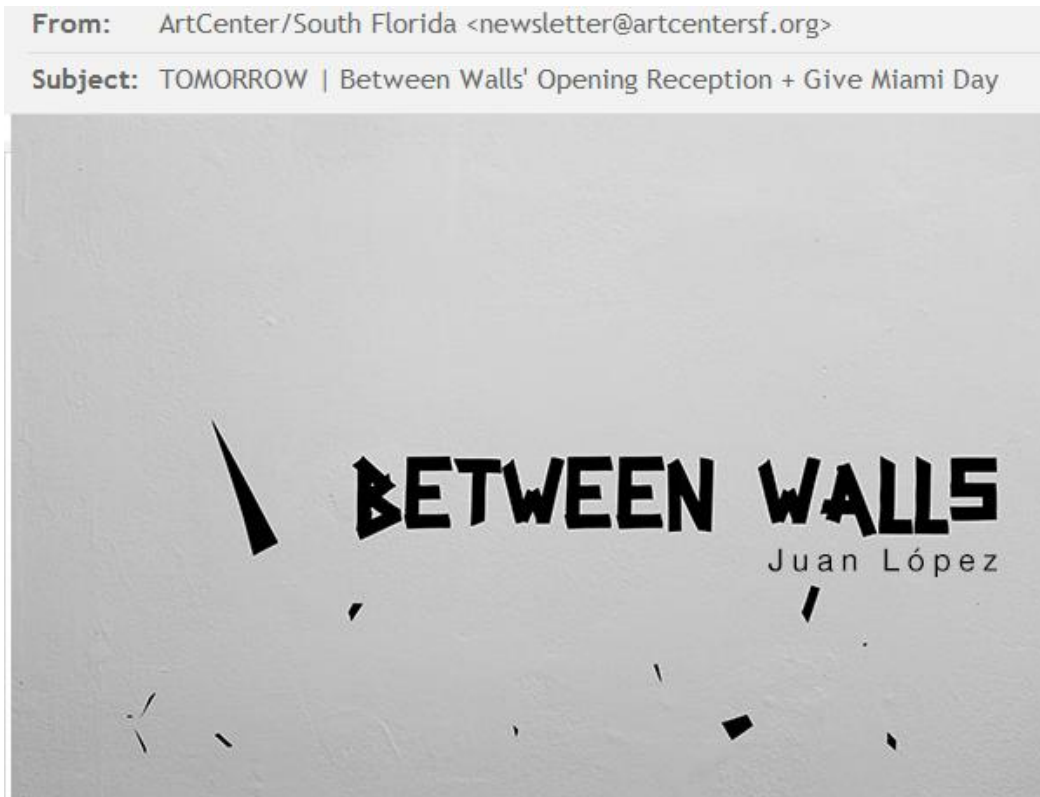 From: ArtCenter/South Florida <newsletter@artcentersf.org>
Subject: TOMORROW | Between Walls' Opening Reception + Give Miami Day
BETWEEN WALLS
Juan López